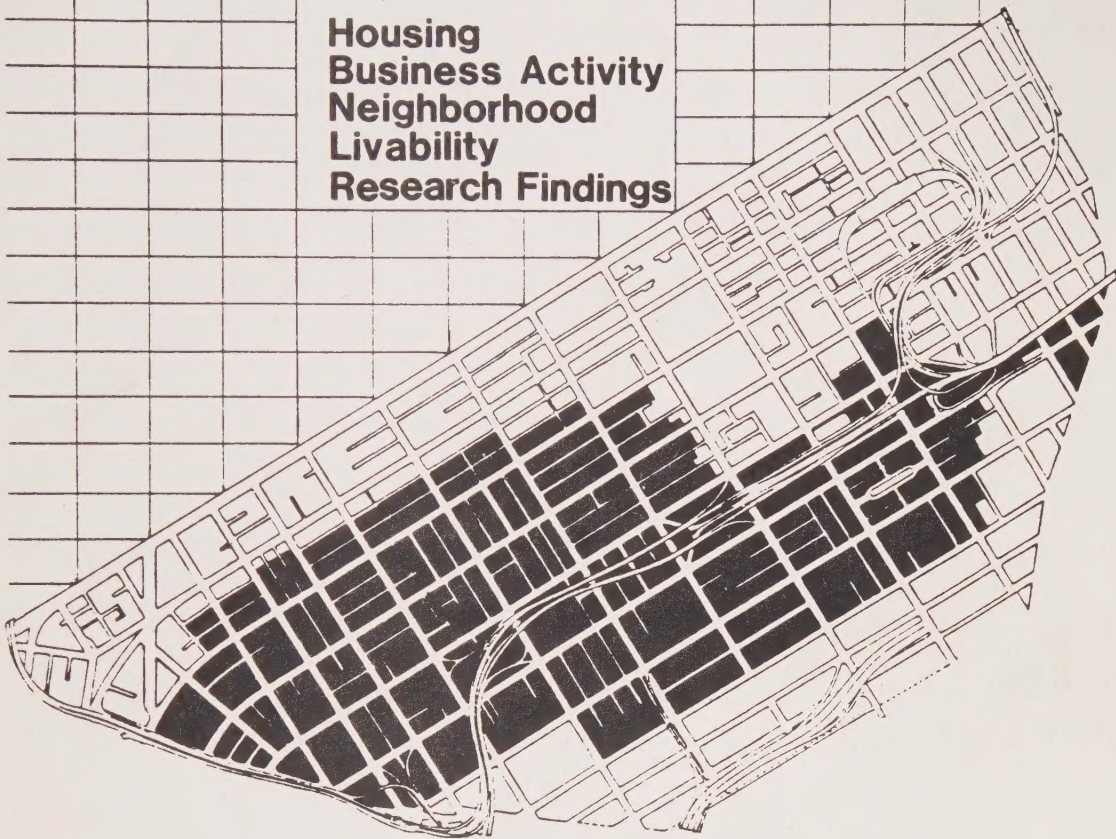 Housing
Business Activity
Neighborhood
Livability
Research Findings